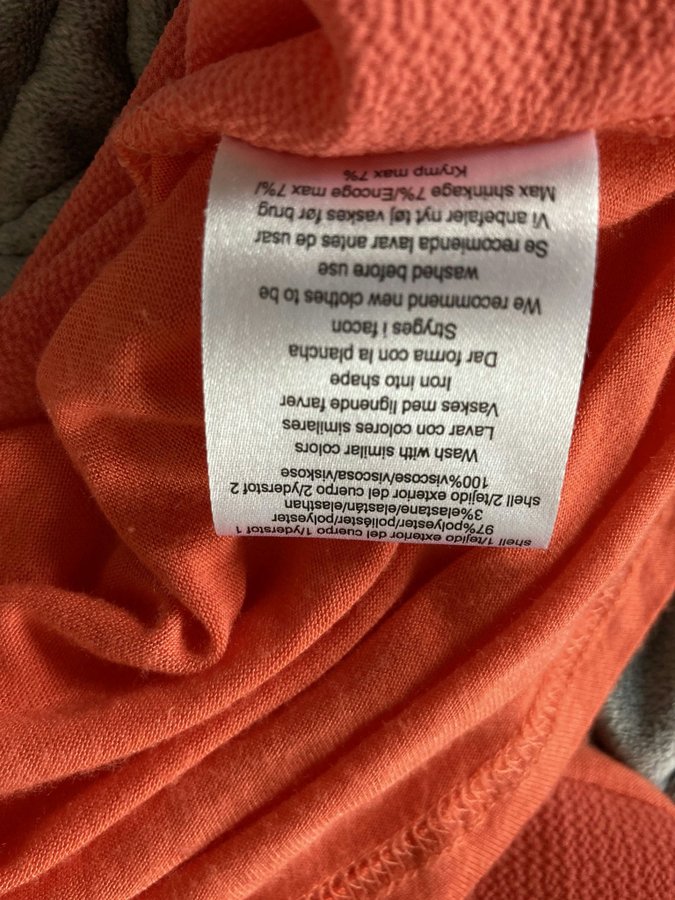 shell 1/tejido exterior del cuerpo 1/yderstof 1
97%polyester/poliester/polyester
3%elastane/elastán/elasthan
shell 2/tejido exterior del cuerpo 2/yderstof 2
100%viscose/viscosa/viskose
Wash with similar colors
Lavar con colores similares
Vaskes med lignende farver
Iron into shape
Dar forma con la plancha
Stryges i facon
We recommend new clothes to be
washed before use
Se recomienda lavar antes de usar
Vi anbefaler nyt tøj vaskes før brug
Max shrinkage 7%/Encoge max 7%/
Krymp max 7%